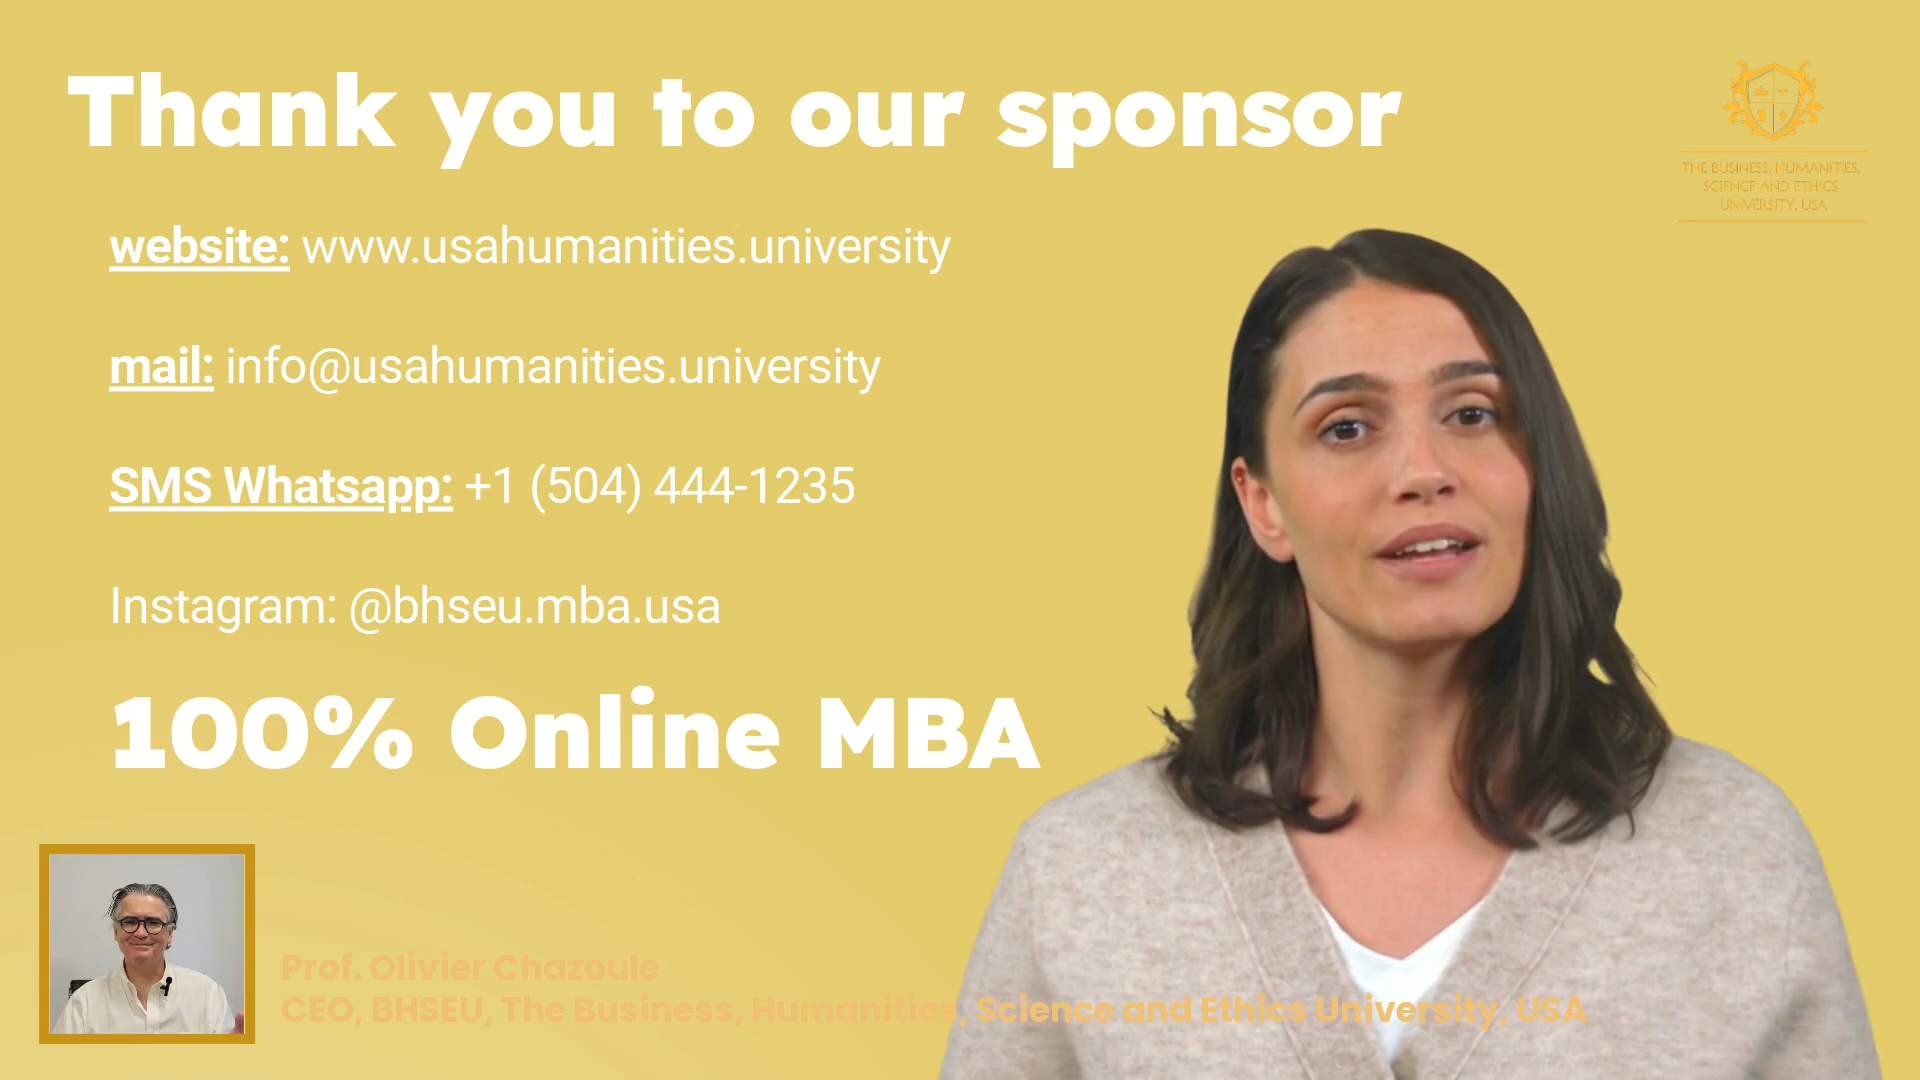 Thank you to our sponsor
THE BUSINESS, HUMANITIES,
SCIENCE AND ETHICS
UNIVERSITY, USA
website: www.usahumanities.university
mail: info@usahumanities.university
SMS Whatsapp: +1 (504) 444-1235
Instagram: @bhseu.mba.usa
100% Online MBA
Prof. Olivier Chazoule
CEO, BHSEU, The Business, Humanities, Science and Ethics University, USA